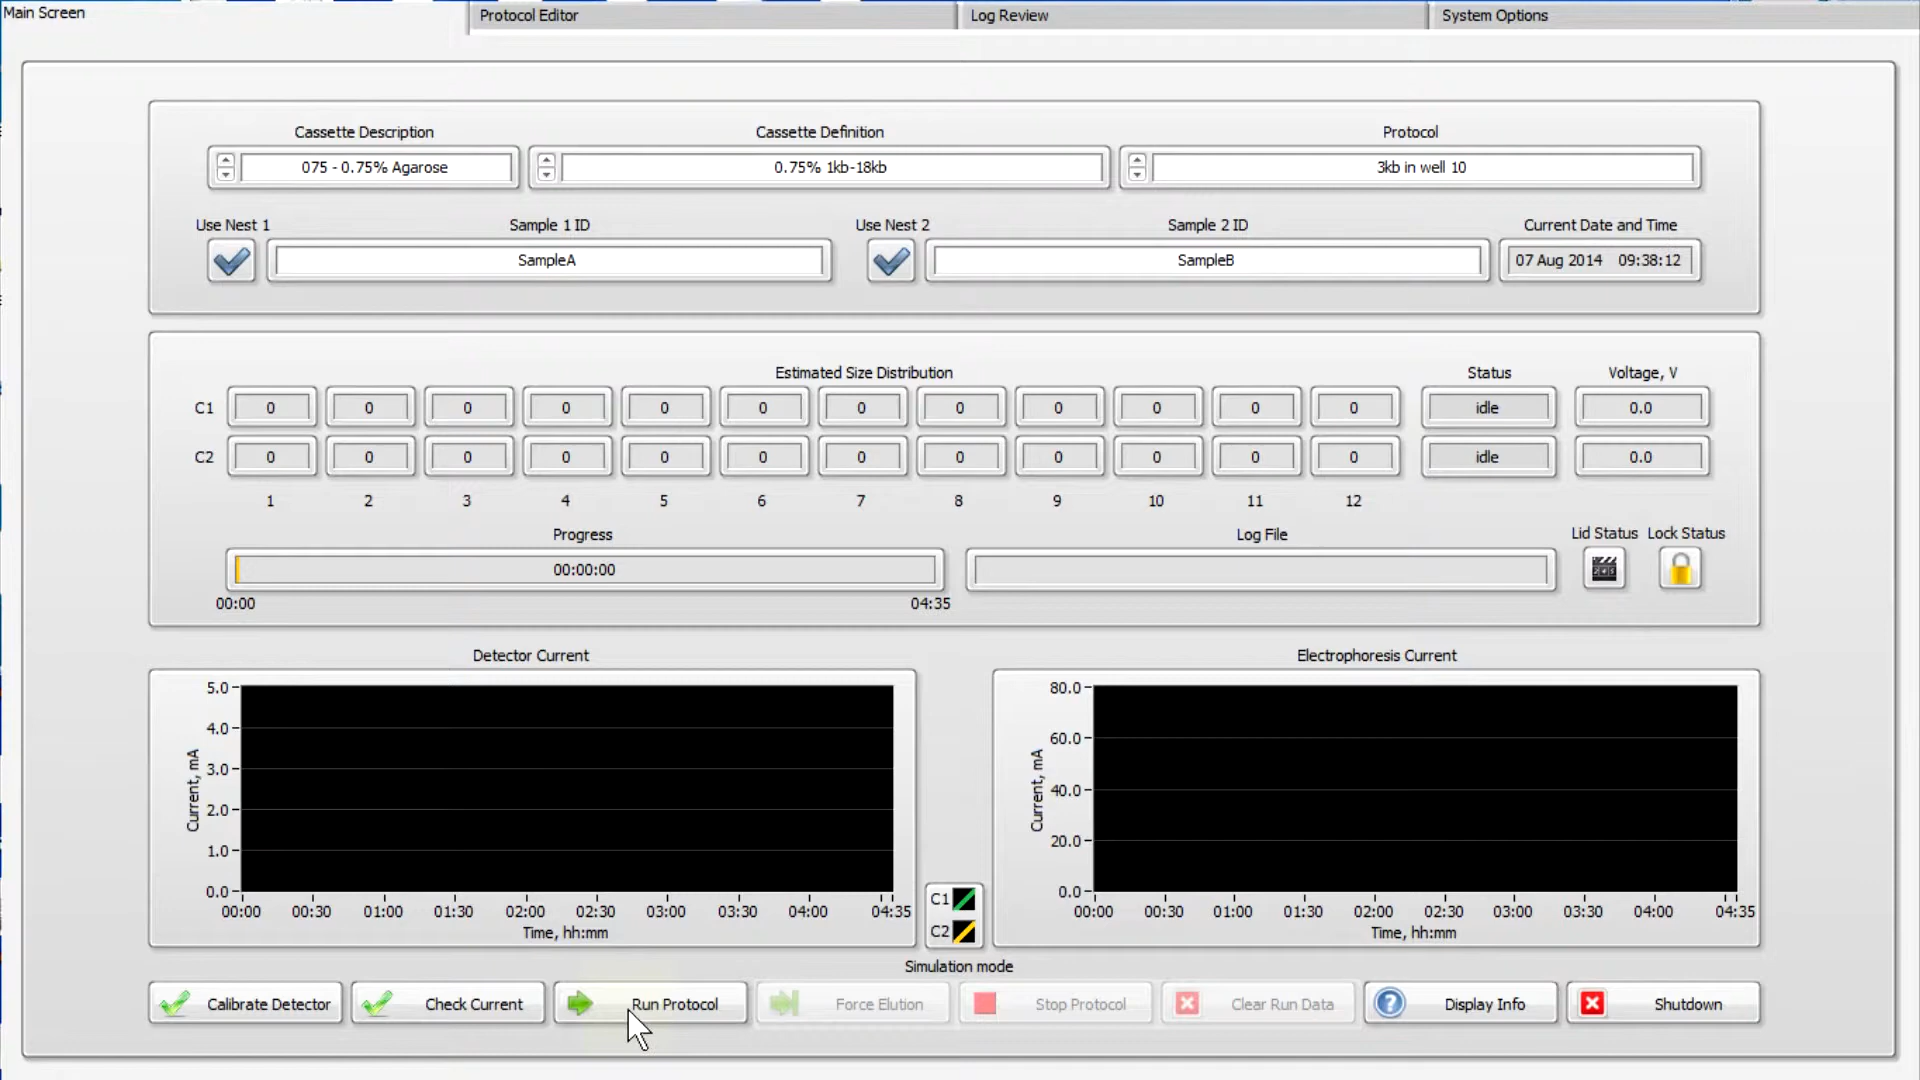 Main Screen
Protocol Editor
Log Review
System Options
Cassette Description
Cassette Definition
Protocol
075 - 0.75% Agarose
0.75% 1kb-18kb
3kb in well 10
Use Nest 1
Sample 1 ID
Use Nest 2
Sample 2 ID
Current Date and Time
SampleA
SampleB
07 Aug 2014 09:38:12
Estimated Size Distribution
Status
Voltage, V
C1 0 0 0 0 0 0 0 0 0 0 0 0 idle 0.0
C2 0 0 0 0 0 0 0 0 0 0 0 0 idle 0.0
1 2 3 4 5 6 7 8 9 10 11 12
Progress
Log File
Lid Status
Lock Status
00:00:00
00:00
04:35
Detector Current
5.0
4.0
3.0
2.0
1.0
0.0
Current, mA
00:00 00:30 01:00 01:30 02:00 02:30 03:00 03:30 04:00 04:35
Time, hh:mm
C1
C2
Electrophoresis Current
80.0
60.0
40.0
20.0
0.0
Current, mA
00:00 00:30 01:00 01:30 02:00 02:30 03:00 03:30 04:00 04:35
Time, hh:mm
Simulation mode
Calibrate Detector
Check Current
Run Protocol
Force Elution
Stop Protocol
Clear Run Data
Display Info
Shutdown